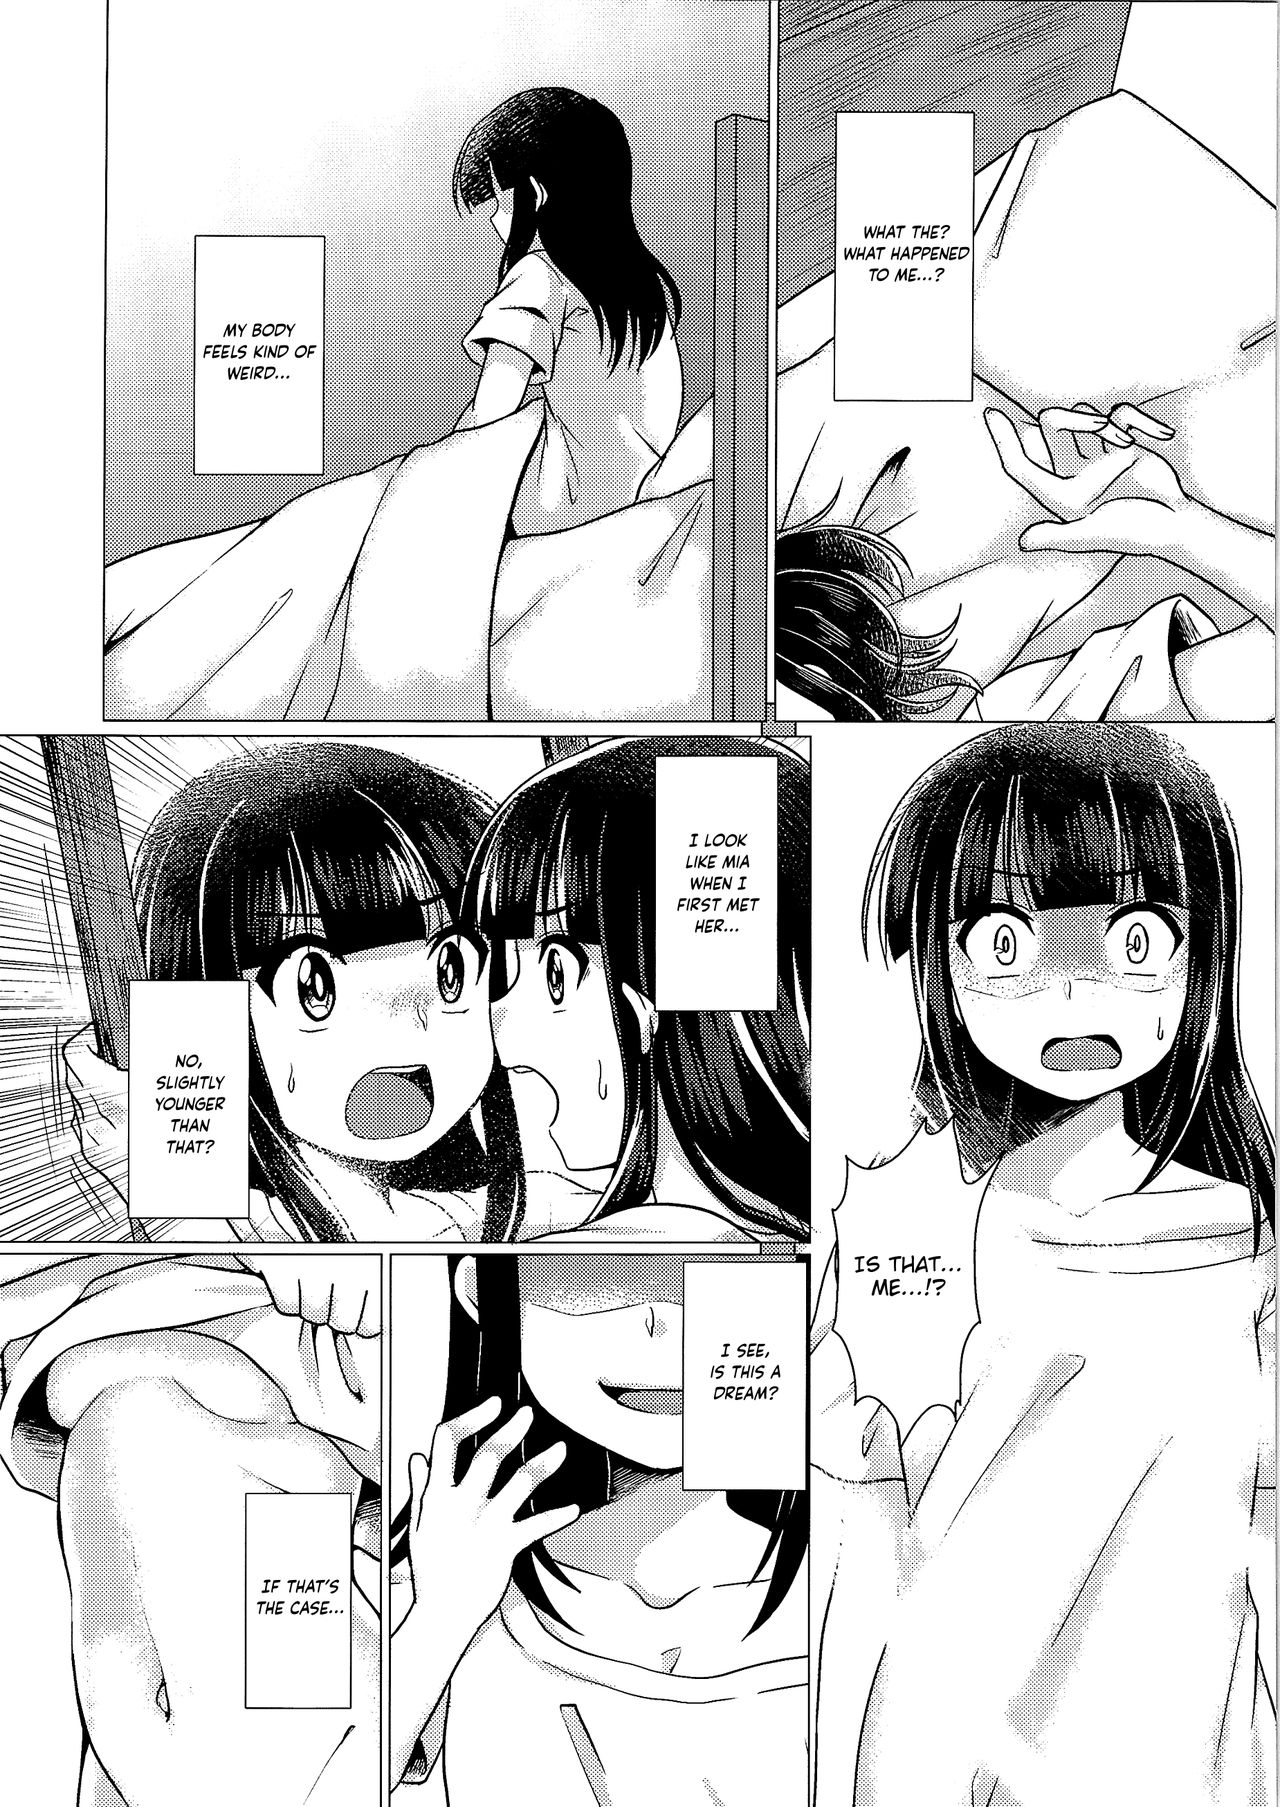 WHAT THE?
WHAT HAPPENED
TO ME...?
MY BODY
FEELS KIND OF
WEIRD...
IS THAT...
ME...!?
I LOOK
LIKE MIA
WHEN I
FIRST MET
HER...
NO,
SLIGHTLY
YOUNGER
THAN
THAT?
I SEE,
IS THIS A
DREAM?
IF THAT'S
THE CASE...